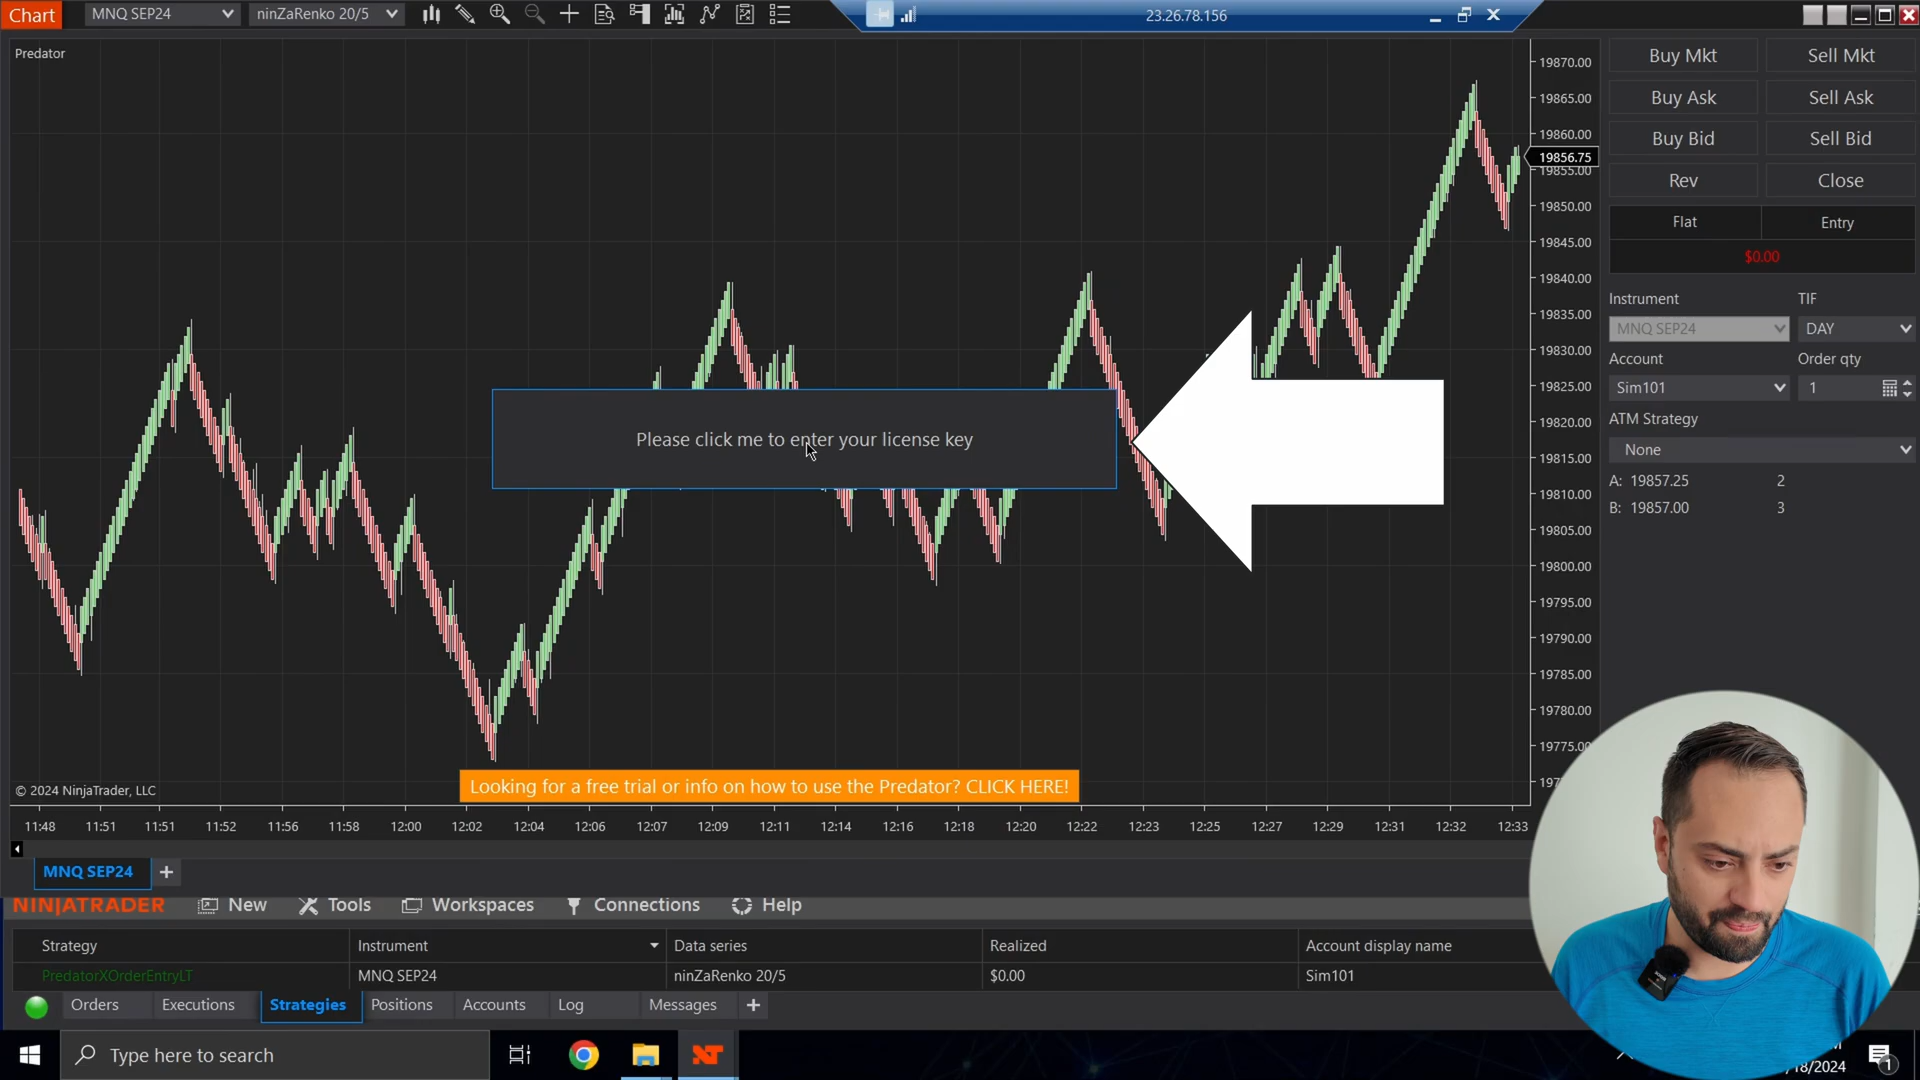 Chart
MNQ SEP24
ninZaRenko 20/5
23.26.78.156
Predator
19870.00
19865.00
19860.00
19856.75
19855.00
19850.00
19845.00
19840.00
19835.00
19830.00
19825.00
19820.00
19815.00
19810.00
19805.00
19800.00
19795.00
19790.00
19785.00
19780.00
19775.00
Please click me to enter your license key
Looking for a free trial or info on how to use the Predator? CLICK HERE!
© 2024 NinjaTrader, LLC
11:48 11:51 11:51 11:52 11:56 11:58 12:00 12:02 12:04 12:06 12:07 12:09 12:11 12:14 12:16 12:18 12:20 12:22 12:23 12:25 12:27 12:29 12:31 12:32 12:33
Buy Mkt Sell Mkt
Buy Ask Sell Ask
Buy Bid Sell Bid
Rev Close
Flat Entry
$0.00
Instrument TIF
MNQ SEP24 DAY
Account Order qty
Sim101 1
ATM Strategy
None
A: 19857.25 2
B: 19857.00 3
MNQ SEP24 +
NINJATRADER New Tools Workspaces Connections Help
Strategy Instrument Data series Realized Account display name
PredatorXOrderEntryLT MNQ SEP24 ninZaRenko 20/5 $0.00 Sim101
Orders Executions Strategies Positions Accounts Log Messages +
Type here to search
18/2024
1